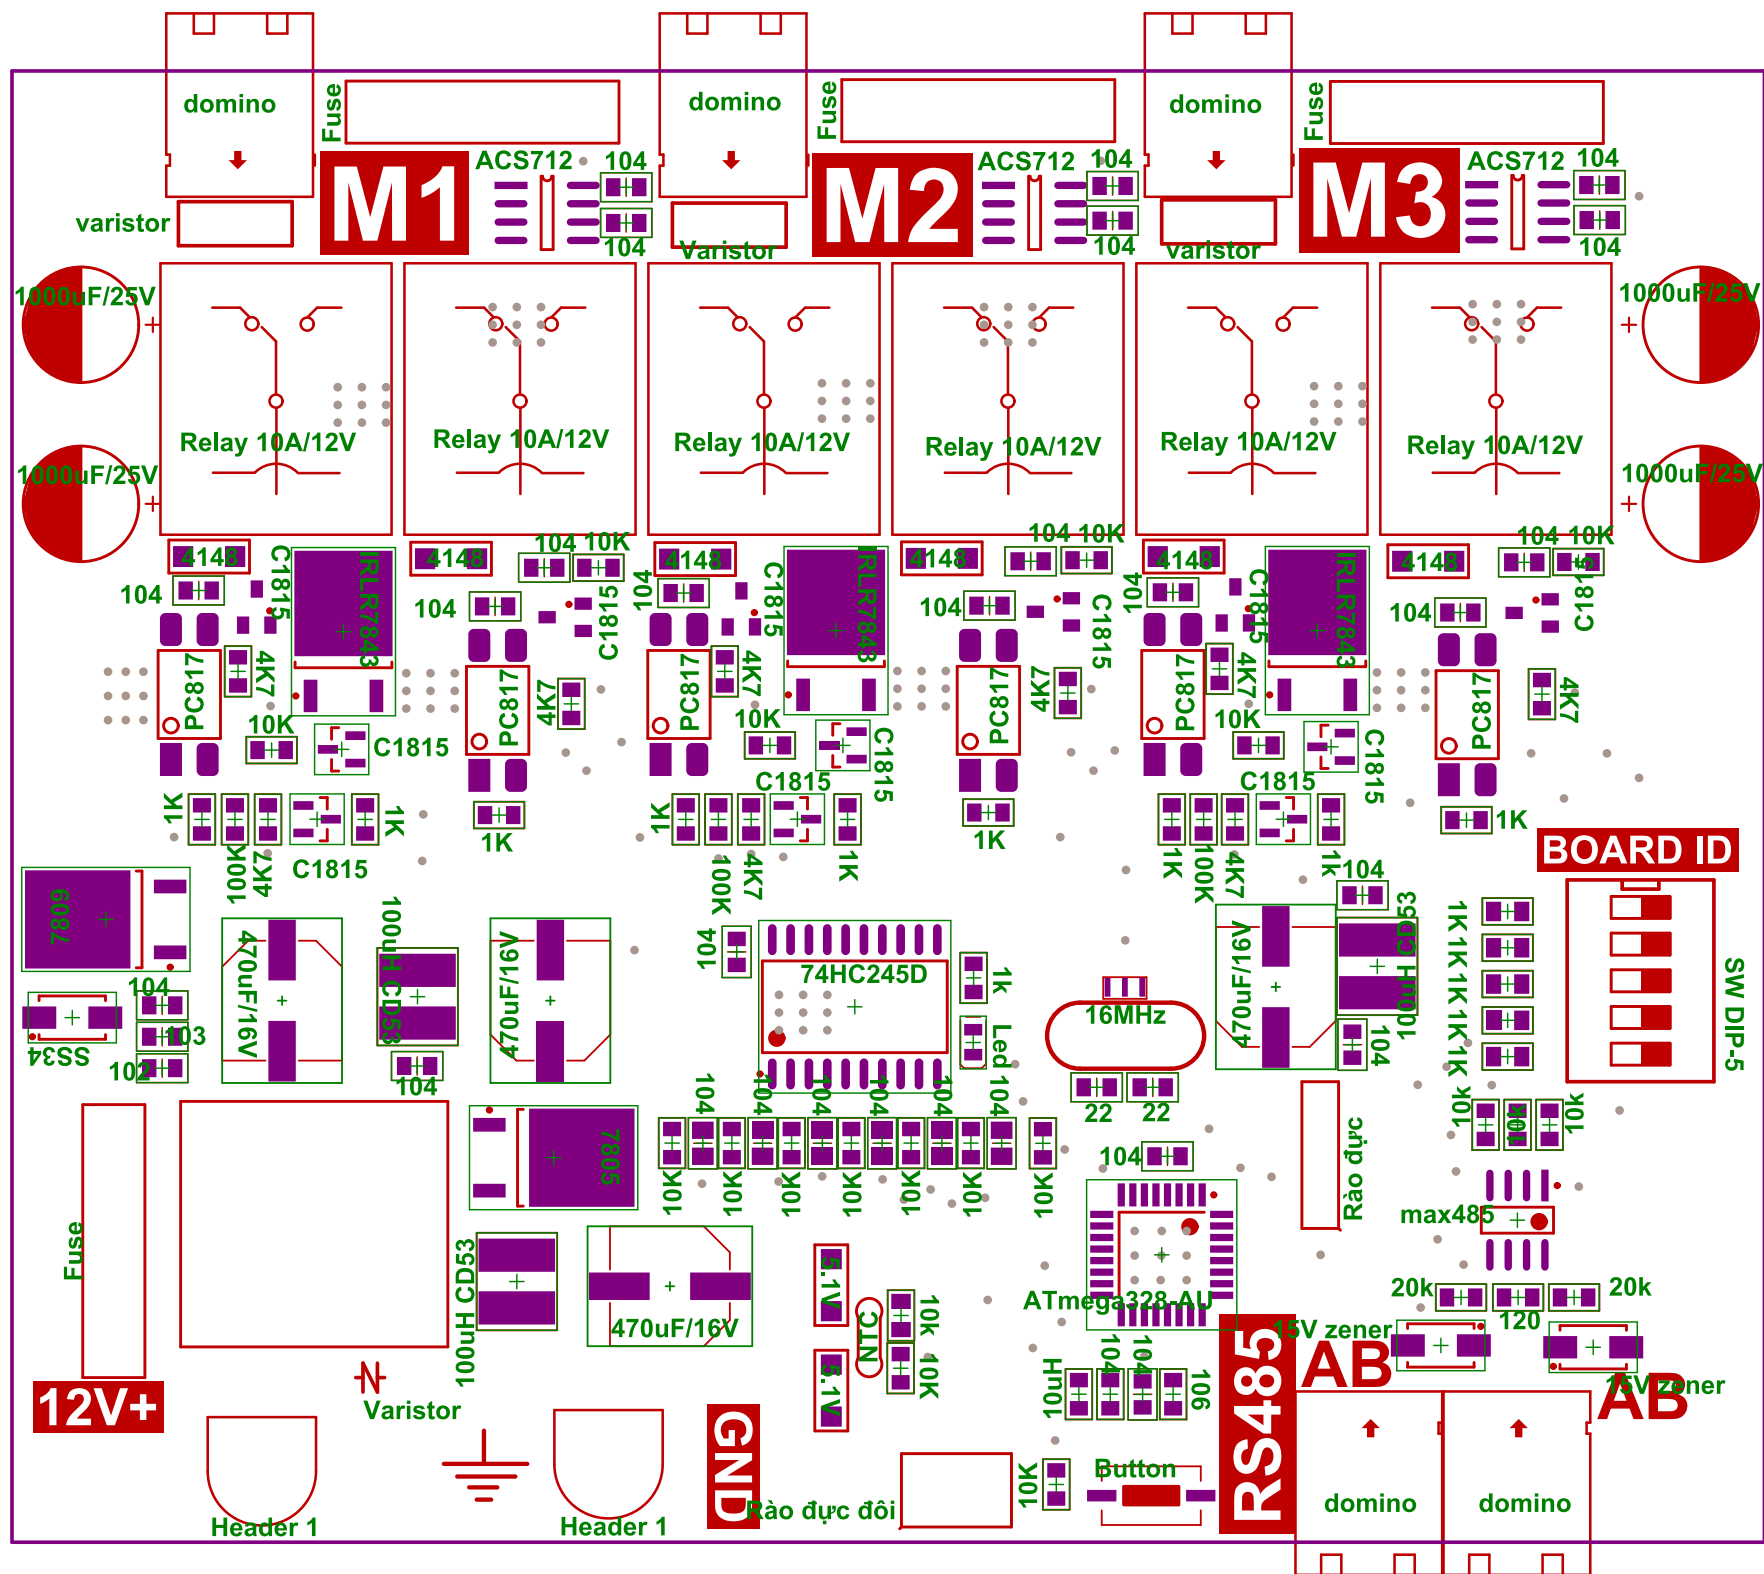 domino
Fuse
domino
Fuse
domino
Fuse
M1
ACS712
104
104
M2
ACS712
104
104
M3
ACS712
104
104
varistor
Varistor
varistor
1000uF/25V
1000uF/25V
Relay 10A/12V
Relay 10A/12V
Relay 10A/12V
Relay 10A/12V
Relay 10A/12V
Relay 10A/12V
1000uF/25V
1000uF/25V
4148
C1815
IRLR7843
4148
104
10K
4148
C1815
IRLR7843
4148
104
10K
4148
C1815
IRLR7843
4148
104
10K
104
104
C1815
104
104
C1815
104
104
C1815
PC817
4K7
PC817
4K7
PC817
4K7
PC817
4K7
PC817
4K7
PC817
4K7
10K
C1815
10K
C1815
10K
C1815
1K
100K
4K7
C1815
1K
1K
1K
100K
4K7
C1815
1K
1K
1K
100K
4K7
C1815
1k
1K
BOARD ID
7809
104
103
102
SS34
470uF/16V
100uH CD53
104
470uF/16V
104
74HC245D
1k
Led
16MHz
22
22
470uF/16V
104
100uH CD53
104
1K
1K
1K
1K
1K
SW DIP-5
10k
10k
10k
7805
104
104
104
104
104
104
10K
10K
10K
10K
10K
10K
10K
104
Rào đực
max485
Fuse
100uH CD53
470uF/16V
5.1V
5.1V
NTC
10k
10K
ATmega328-AU
20k
120
20k
15V zener
15V zener
AB
AB
12V+
Varistor
10uH
104
104
106
RS485
GND
10K
Button
Rào đực đôi
Header 1
Header 1
domino
domino